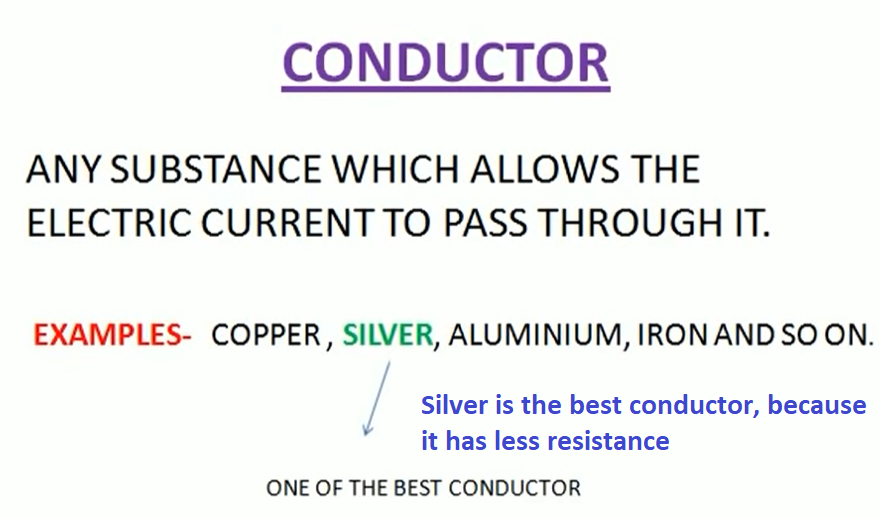 CONDUCTOR
ANY SUBSTANCE WHICH ALLOWS THE
ELECTRIC CURRENT TO PASS THROUGH IT.
EXAMPLES- COPPER , SILVER, ALUMINIUM, IRON AND SO ON.
Silver is the best conductor, because
it has less resistance
ONE OF THE BEST CONDUCTOR